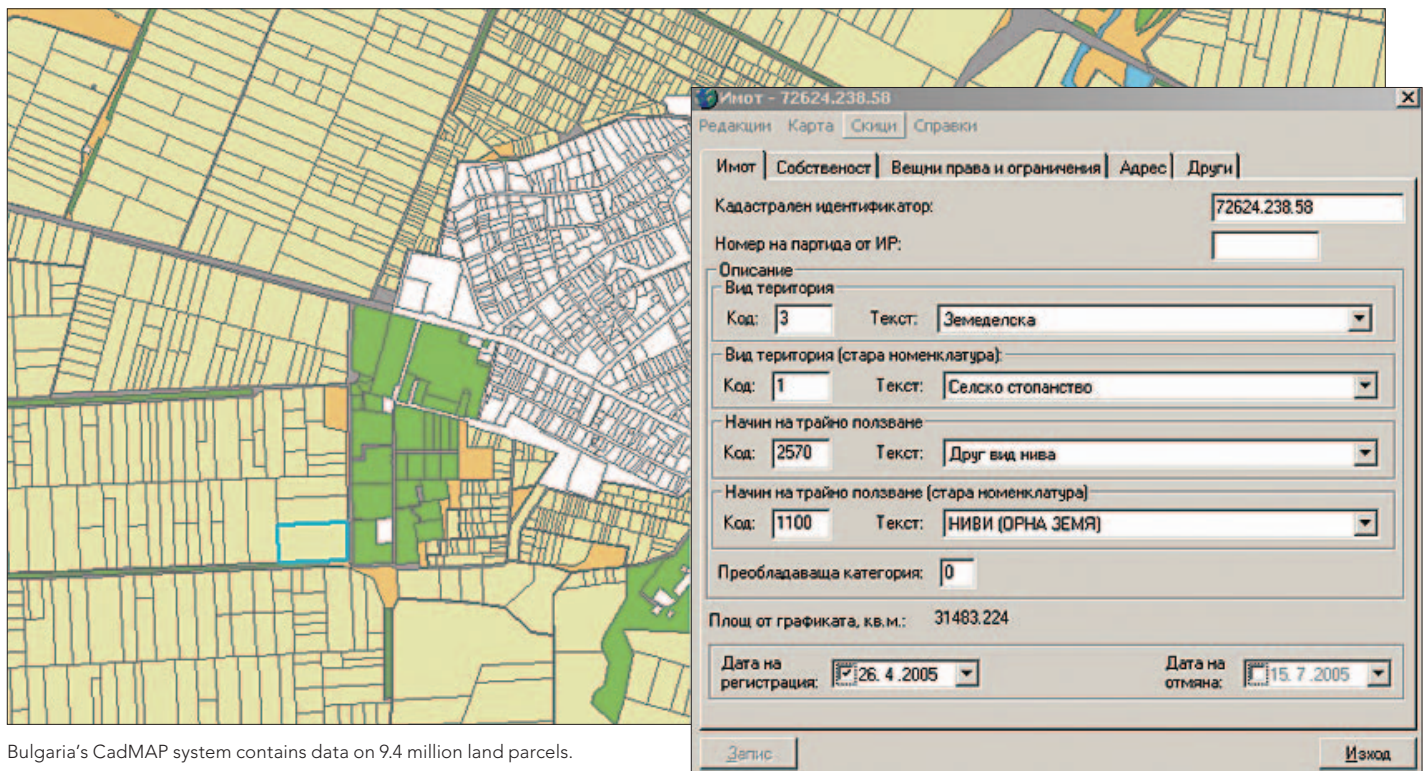 Имот - 72624.238.58
Редакции Карта Скици Справки
Имот Собственост Вещни права и ограничения Адрес Други
Кадастрален идентификатор: 72624.238.58
Номер на партида от ИР:
Описание
Вид територия
Код: 3 Текст: Земеделска
Вид територия (стара номенклатура):
Код: 1 Текст: Селско стопанство
Начин на трайно ползване
Код: 2570 Текст: Друг вид нива
Начин на трайно ползване (стара номенклатура)
Код: 1100 Текст: НИВИ (ОРНА ЗЕМЯ)
Преобладаваща категория: 0
Площ от графиката, кв.м.: 31483.224
Дата на регистрация: 26. 4 .2005 Дата на отмяна: 15. 7 .2005
Запис Изход
Bulgaria's CadMAP system contains data on 9.4 million land parcels.